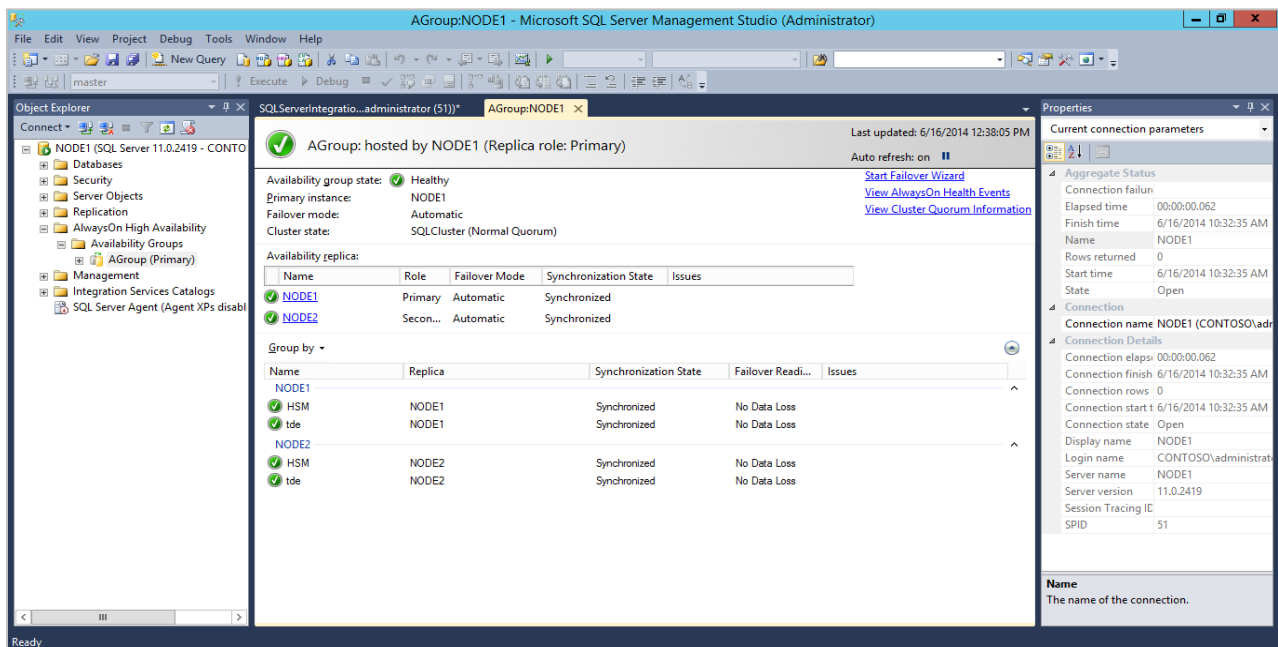 AGroup:NODE1 - Microsoft SQL Server Management Studio (Administrator)
File Edit View Project Debug Tools Window Help
New Query
master Execute Debug
Object Explorer
Connect
NODE1 (SQL Server 11.0.2419 - CONTO
Databases
Security
Server Objects
Replication
AlwaysOn High Availability
Availability Groups
AGroup (Primary)
Management
Integration Services Catalogs
SQL Server Agent (Agent XPs disabl
SQLServerIntegratio...administrator (51))* AGroup:NODE1
AGroup: hosted by NODE1 (Replica role: Primary)
Last updated: 6/16/2014 12:38:05 PM
Auto refresh: on
Availability group state: Healthy
Primary instance: NODE1
Failover mode: Automatic
Cluster state: SQLCluster (Normal Quorum)
Start Failover Wizard
View AlwaysOn Health Events
View Cluster Quorum Information
Availability replica:
Name Role Failover Mode Synchronization State Issues
NODE1 Primary Automatic Synchronized
NODE2 Secon... Automatic Synchronized
Group by
Name Replica Synchronization State Failover Readi... Issues
NODE1
HSM NODE1 Synchronized No Data Loss
tde NODE1 Synchronized No Data Loss
NODE2
HSM NODE2 Synchronized No Data Loss
tde NODE2 Synchronized No Data Loss
Properties
Current connection parameters
Aggregate Status
Connection failur
Elapsed time 00:00:00.062
Finish time 6/16/2014 10:32:35 AM
Name NODE1
Rows returned 0
Start time 6/16/2014 10:32:35 AM
State Open
Connection
Connection name NODE1 (CONTOSO\adr
Connection Details
Connection elaps 00:00:00.062
Connection finish 6/16/2014 10:32:35 AM
Connection rows 0
Connection start t 6/16/2014 10:32:35 AM
Connection state Open
Display name NODE1
Login name CONTOSO\administrat
Server name NODE1
Server version 11.0.2419
Session Tracing ID
SPID 51
Name
The name of the connection.
Ready